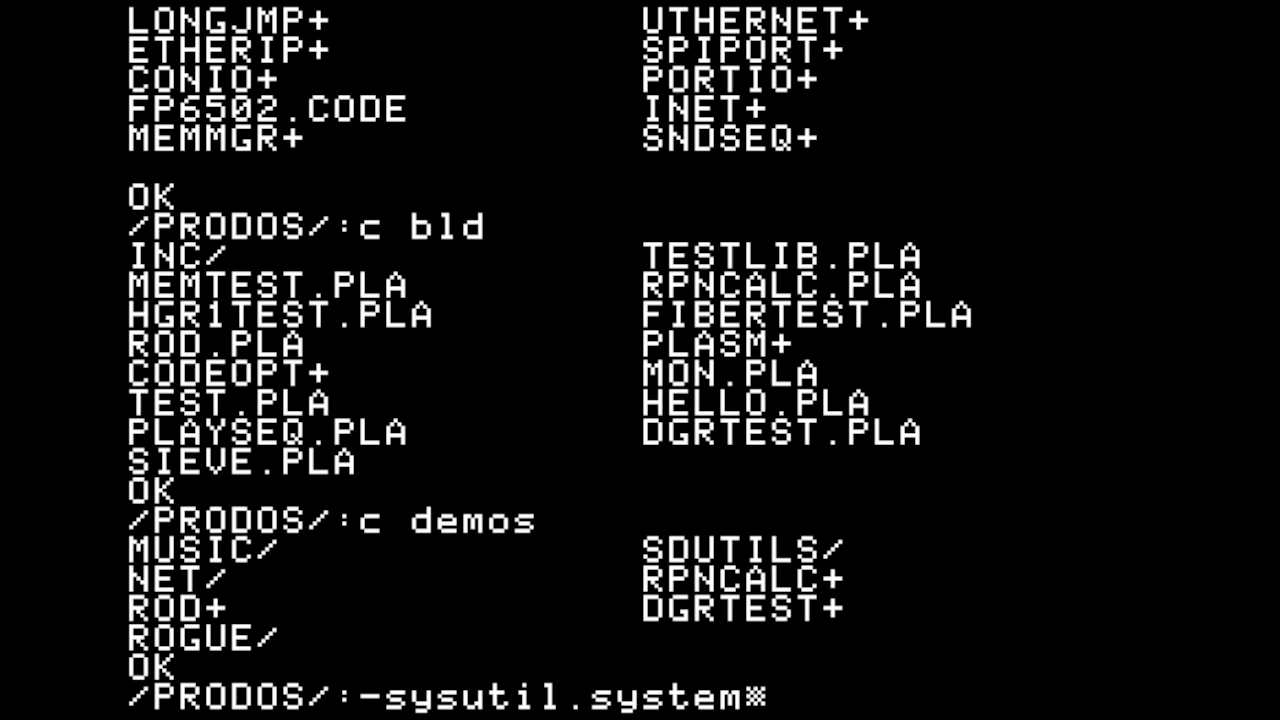 LONGJMP+ UTHERNET+
ETHERIP+ SPIPORT+
CONIO+ PORTIO+
FP6502.CODE INET+
MEMMGR+ SNDSEQ+
OK
/PRODOS/:c bld
INC/ TESTLIB.PLA
MEMTEST.PLA RPNCALC.PLA
HGR1TEST.PLA FIBERTEST.PLA
ROD.PLA PLASM+
CODEOPT+ MON.PLA
TEST.PLA HELLO.PLA
PLAYSEQ.PLA DGRTEST.PLA
SIEVE.PLA
OK
/PRODOS/:c demos
MUSIC/ SDUTILS/
NET/ RPNCALC+
ROD+ DGRTEST+
ROGUE/
OK
/PRODOS/:-sysutil.system